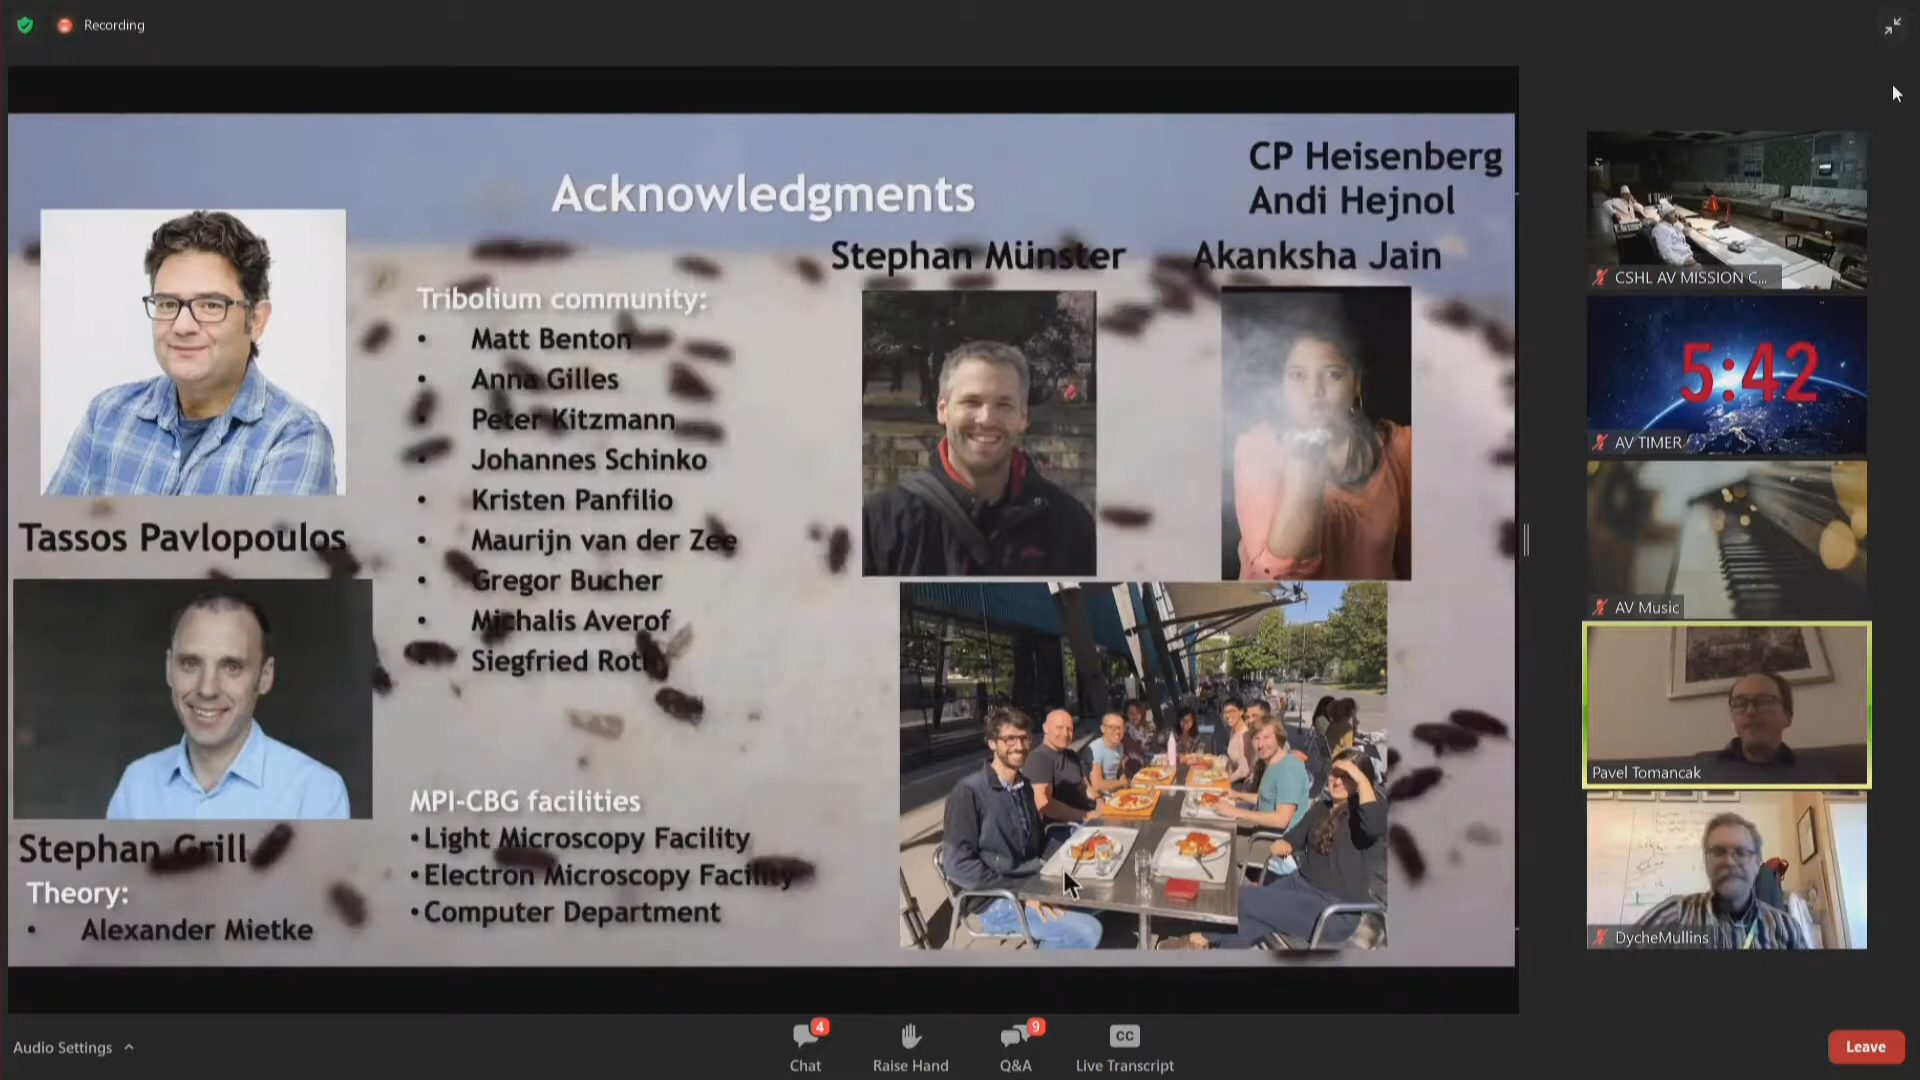 Recording
Acknowledgments
CP Heisenberg
Andi Hejnol
Stephan Münster
Akanksha Jain
Tribolium community:
• Matt Benton
• Anna Gilles
• Peter Kitzmann
• Johannes Schinko
• Kristen Panfilio
• Maurijn van der Zee
• Gregor Bucher
• Michalis Averof
• Siegfried Roth
Tassos Pavlopoulos
Stephan Grill
Theory:
• Alexander Mietke
MPI-CBG facilities
• Light Microscopy Facility
• Electron Microscopy Facility
• Computer Department
CSHL AV MISSION C...
5:42
AV TIMER
AV Music
Pavel Tomancak
DycheMullins
Audio Settings
4
Chat
Raise Hand
9
Q&A
CC
Live Transcript
Leave